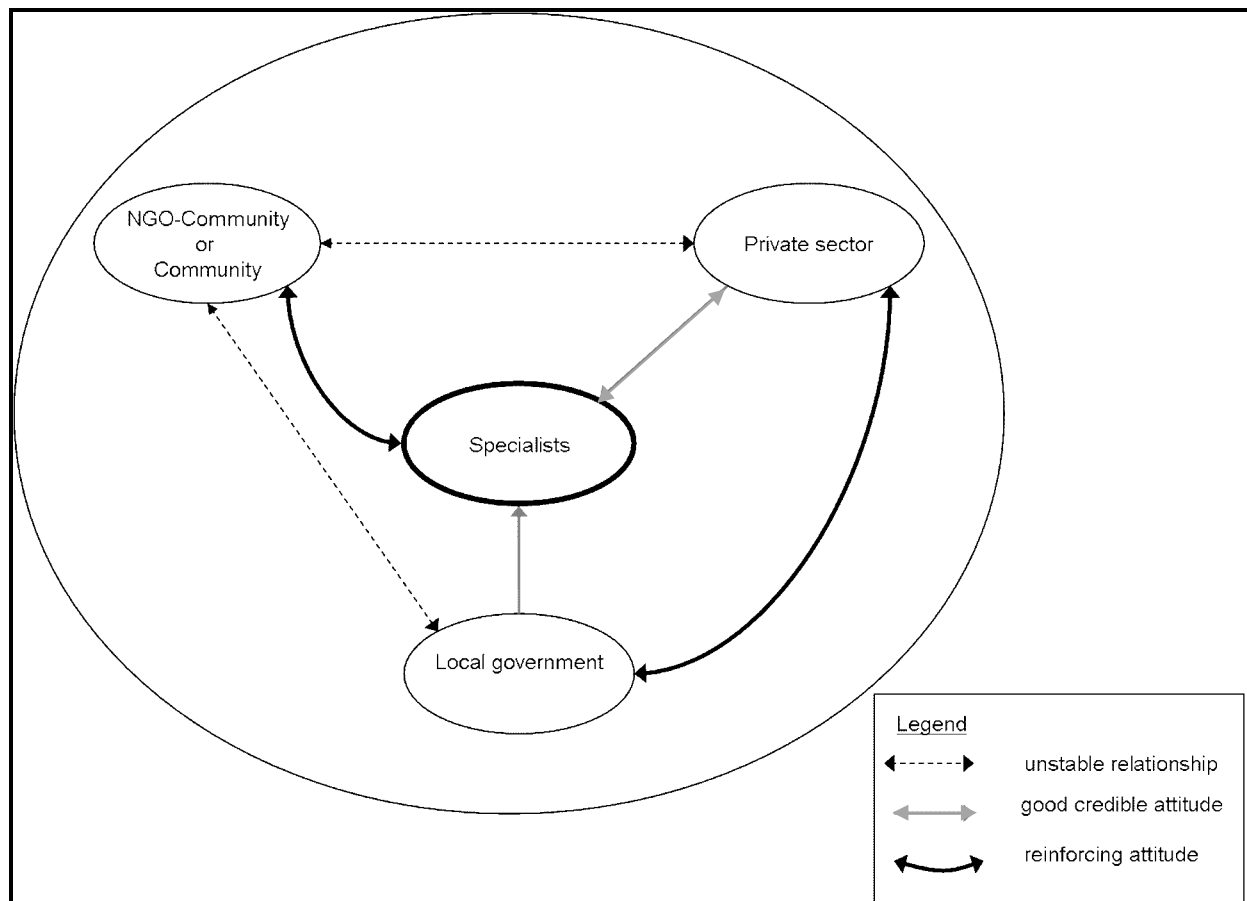 NGO-Community
or
Community
Private sector
Specialists
Local government
Legend
unstable relationship
good credible attitude
reinforcing attitude